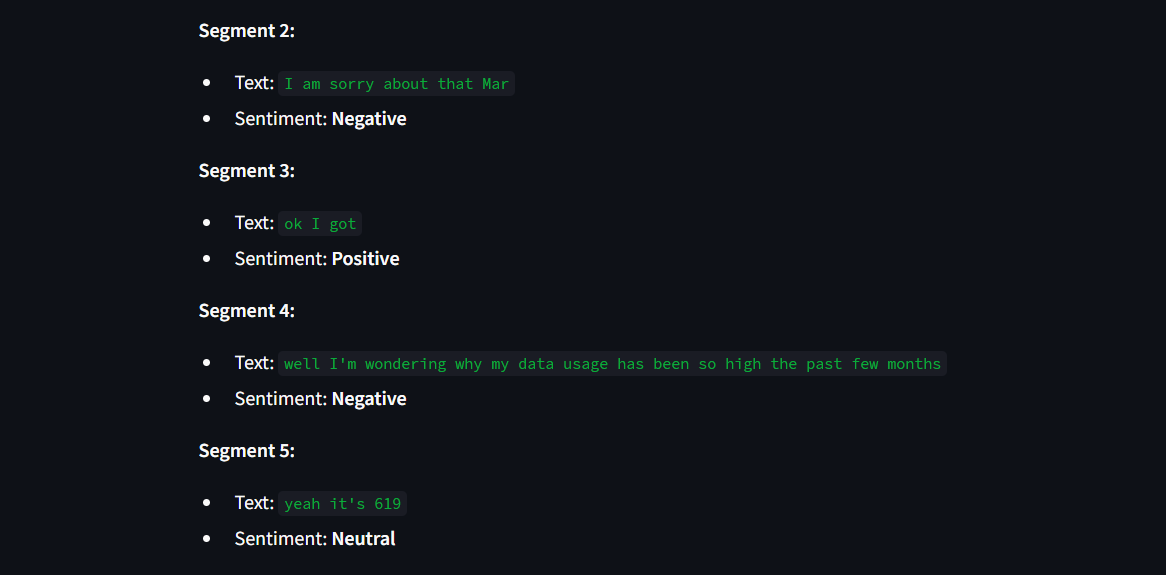 Segment 2:
Text: I am sorry about that Mar
Sentiment: Negative
Segment 3:
Text: ok I got
Sentiment: Positive
Segment 4:
Text: well I'm wondering why my data usage has been so high the past few months
Sentiment: Negative
Segment 5:
Text: yeah it's 619
Sentiment: Neutral